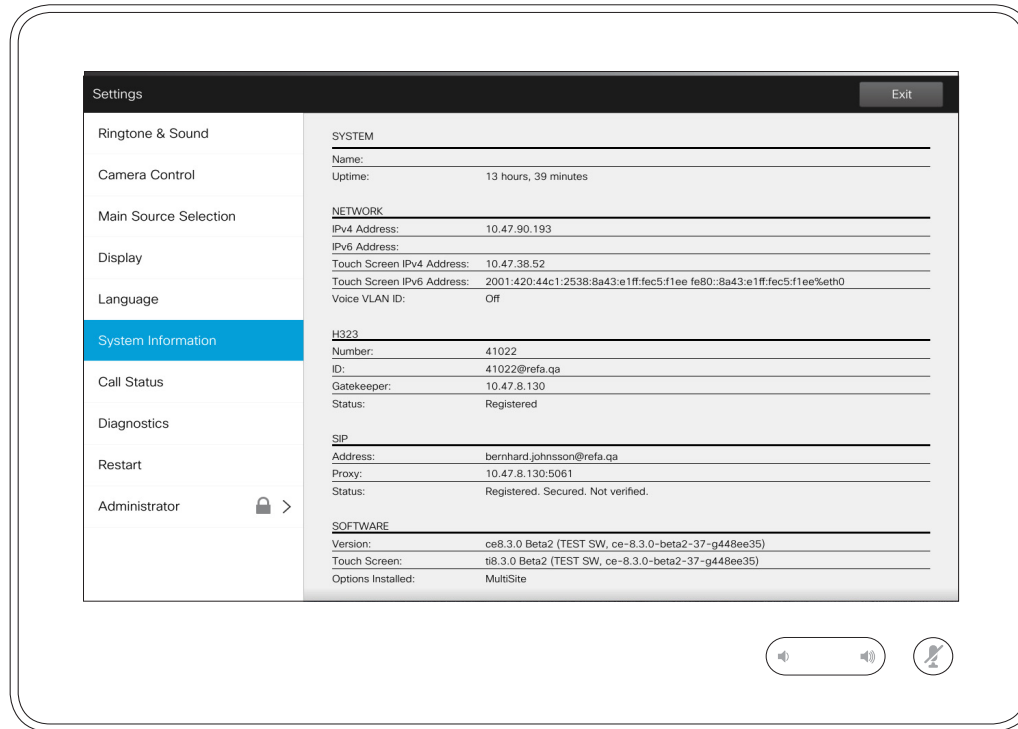 Settings
Exit
Ringtone & Sound
Camera Control
Main Source Selection
Display
Language
System Information
Call Status
Diagnostics
Restart
Administrator
SYSTEM
Name:
Uptime: 13 hours, 39 minutes
NETWORK
IPv4 Address: 10.47.90.193
IPv6 Address:
Touch Screen IPv4 Address: 10.47.38.52
Touch Screen IPv6 Address: 2001:420:44c1:2538:8a43:e1ff:fec5:f1ee fe80::8a43:e1ff:fec5:f1ee%eth0
Voice VLAN ID: Off
H323
Number: 41022
ID: 41022@refa.qa
Gatekeeper: 10.47.8.130
Status: Registered
SIP
Address: bernhard.johnsson@refa.qa
Proxy: 10.47.8.130:5061
Status: Registered. Secured. Not verified.
SOFTWARE
Version: ce8.3.0 Beta2 (TEST SW, ce-8.3.0-beta2-37-g448ee35)
Touch Screen: ti8.3.0 Beta2 (TEST SW, ce-8.3.0-beta2-37-g448ee35)
Options Installed: MultiSite